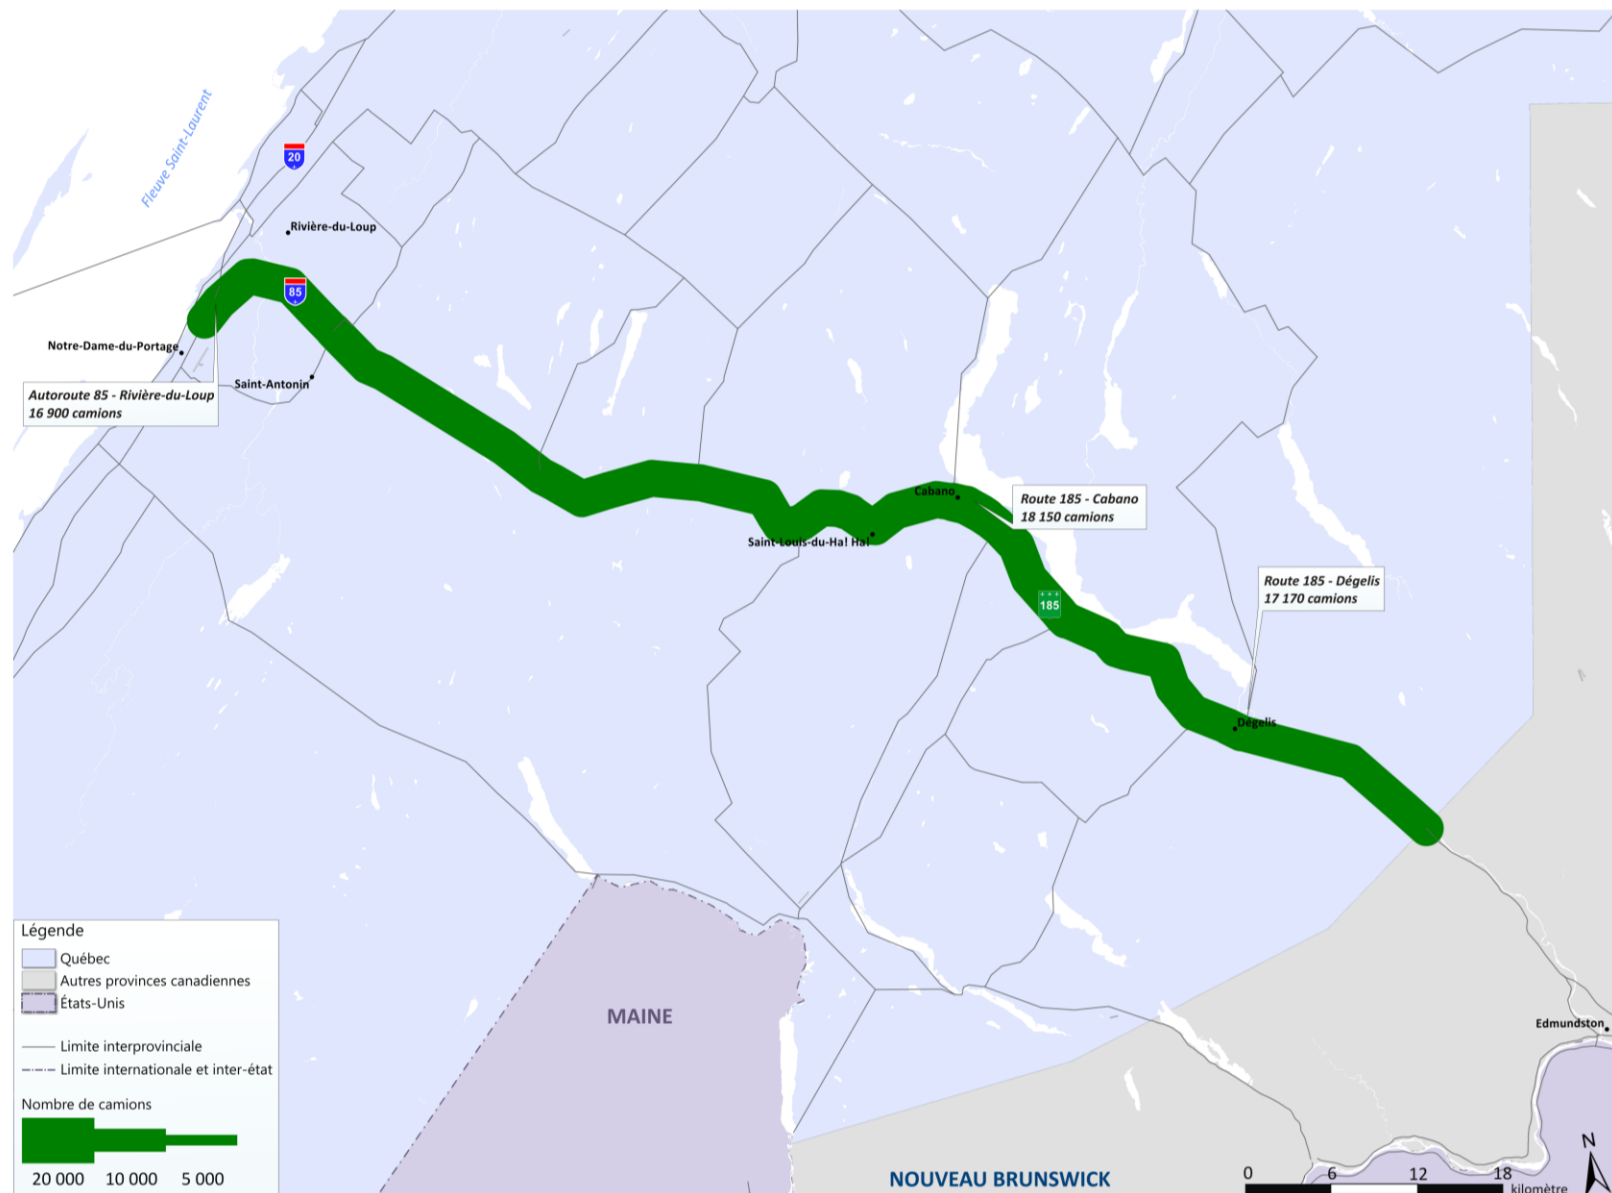 Fleuve Saint-Laurent
20
Rivière-du-Loup
85
Notre-Dame-du-Portage
Saint-Antonin
Autoroute 85 - Rivière-du-Loup
16 900 camions
Cabano
Route 185 - Cabano
18 150 camions
Saint-Louis-du-Ha! Ha!
Route 185 - Dégelis
17 170 camions
185
Dégelis
Légende
Québec
Autres provinces canadiennes
États-Unis
Limite interprovinciale
Limite internationale et inter-état
Nombre de camions
20 000 10 000 5 000
MAINE
Edmundston
NOUVEAU BRUNSWICK
N
0 6 12 18
kilomètre